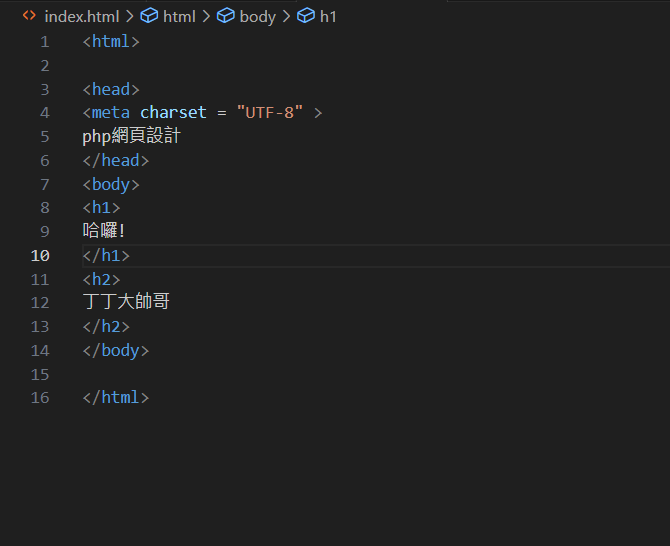 index.html > html > body > h1
1 <html>
2
3 <head>
4 <meta charset = "UTF-8" >
5 php網頁設計
6 </head>
7 <body>
8 <h1>
9 哈囉!
10 </h1>
11 <h2>
12 丁丁大帥哥
13 </h2>
14 </body>
15
16 </html>